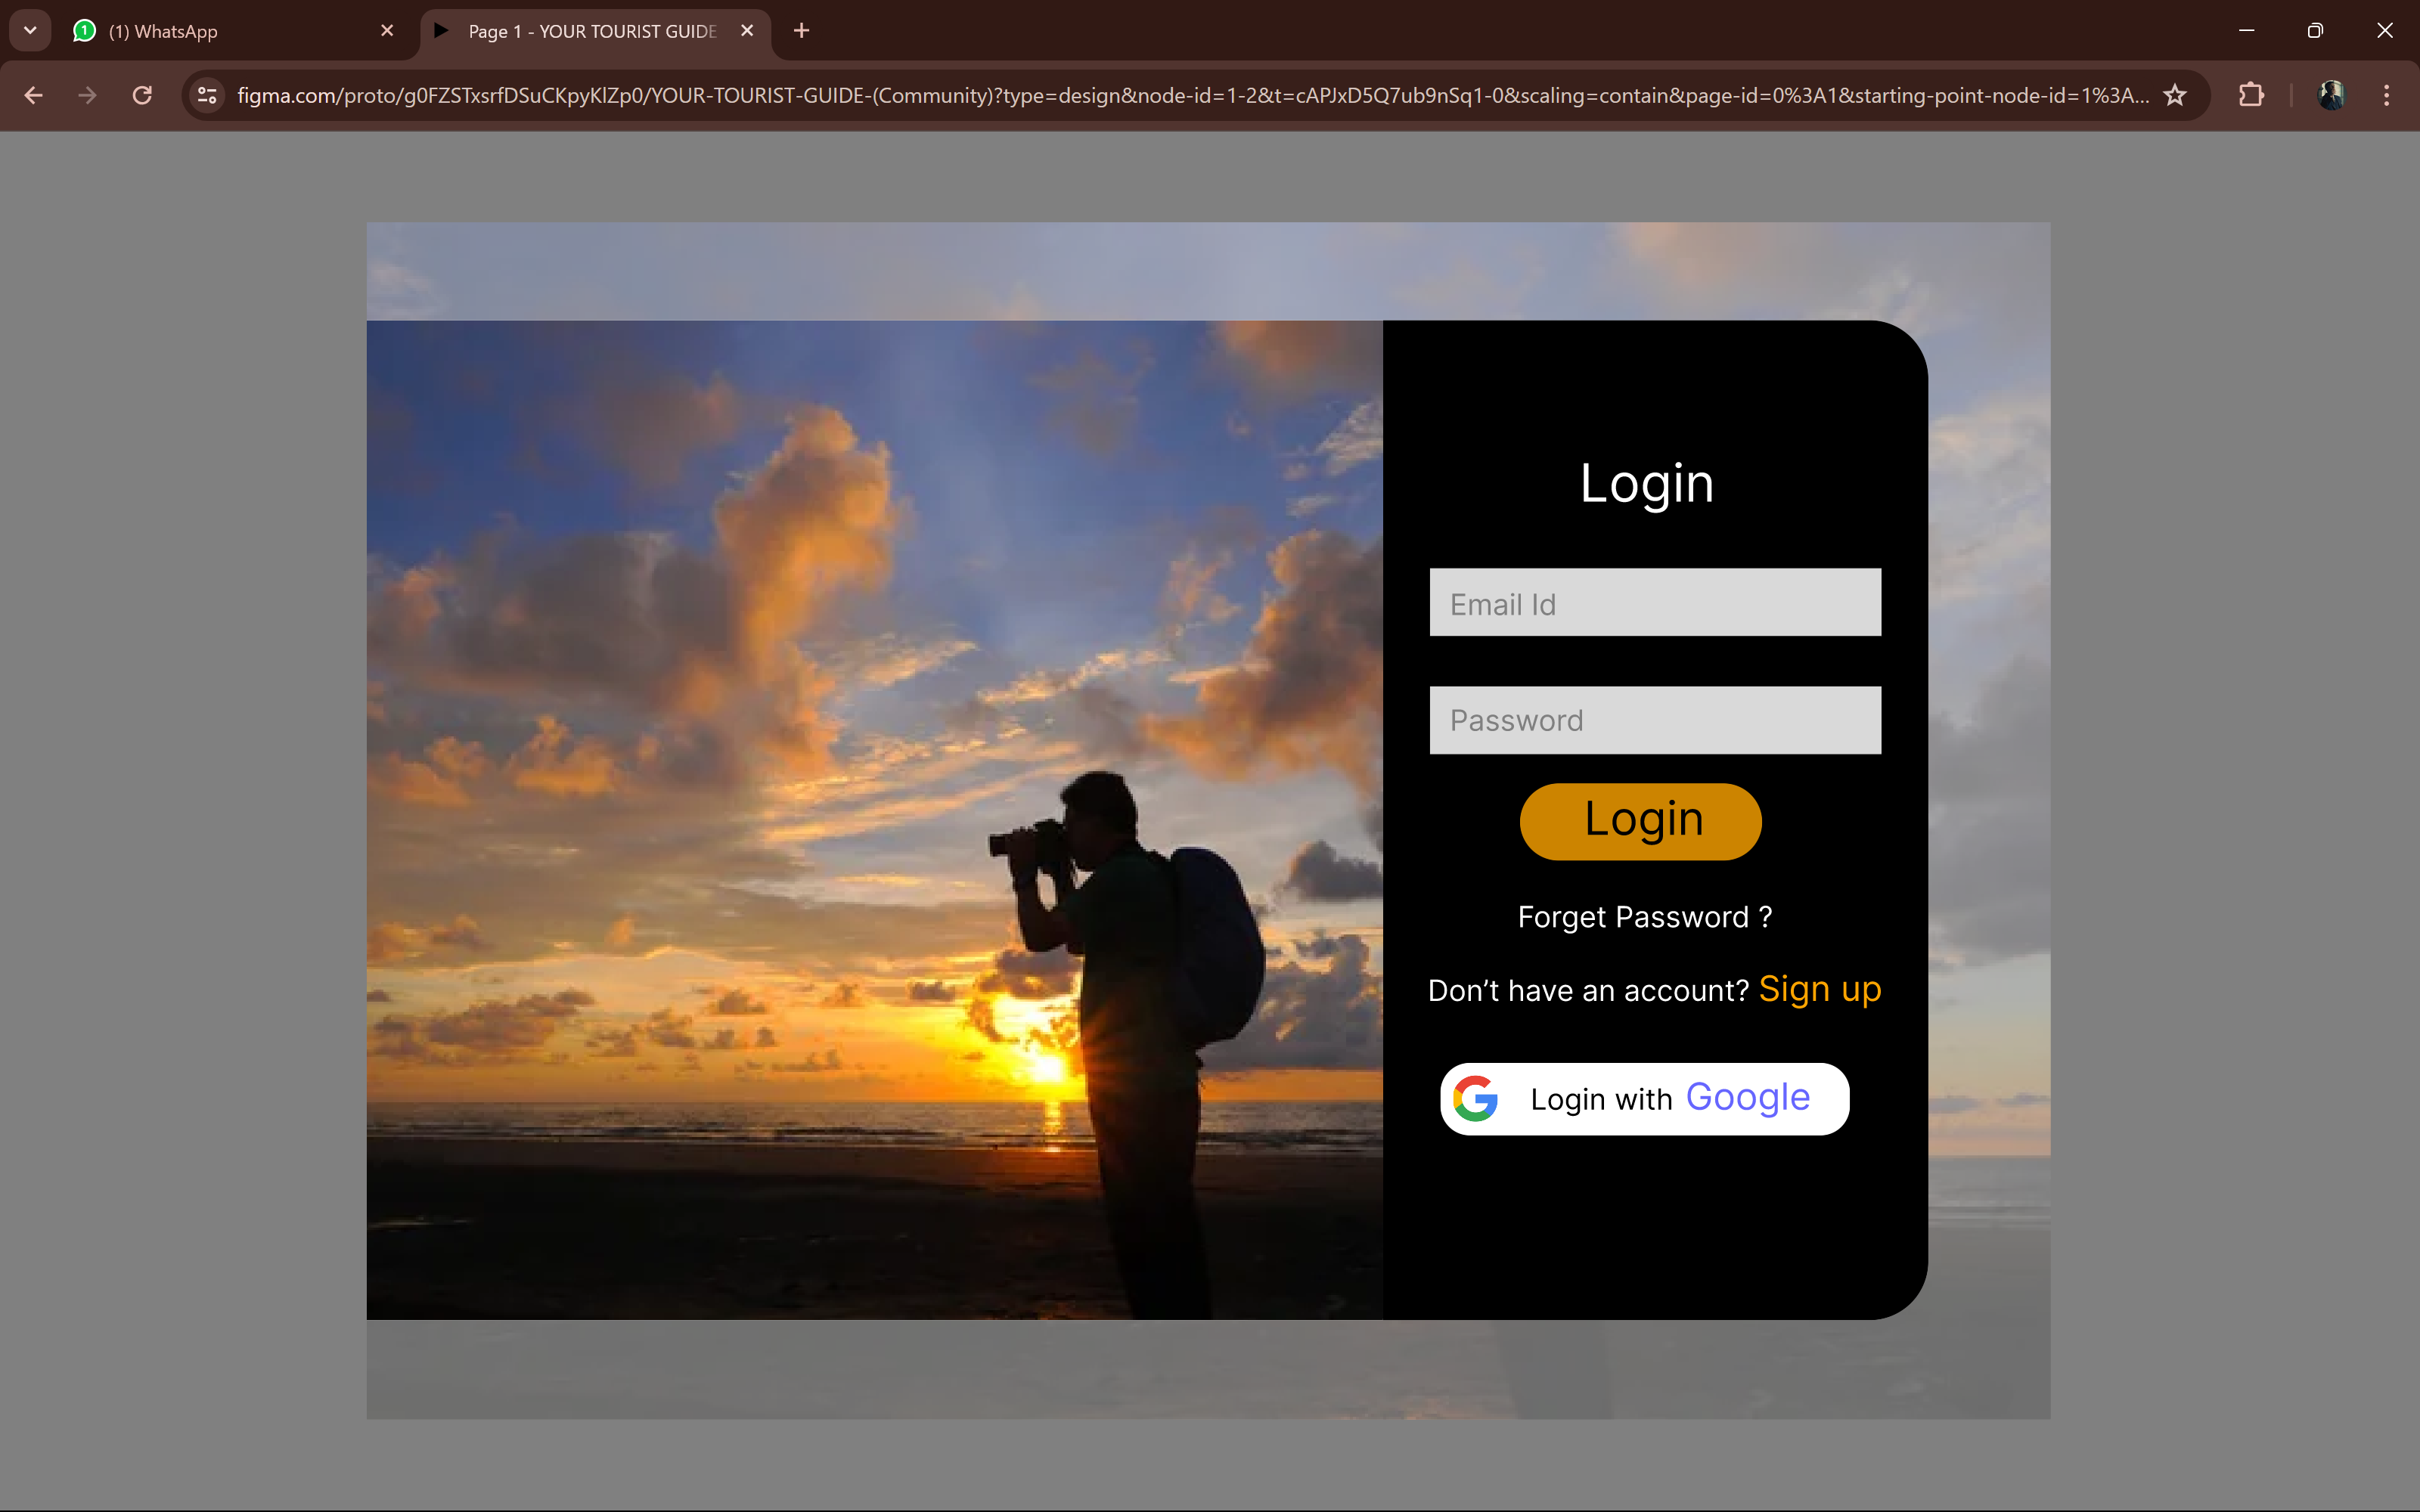 (1) WhatsApp
Page 1 - YOUR TOURIST GUIDE
figma.com/proto/g0FZSTxsrfDSuCKpyKlZp0/YOUR-TOURIST-GUIDE-(Community)?type=design&node-id=1-2&t=cAPJxD5Q7ub9nSq1-0&scaling=contain&page-id=0%3A1&starting-point-node-id=1%3A...
Login
Email Id
Password
Login
Forget Password ?
Don’t have an account? Sign up
Login with Google